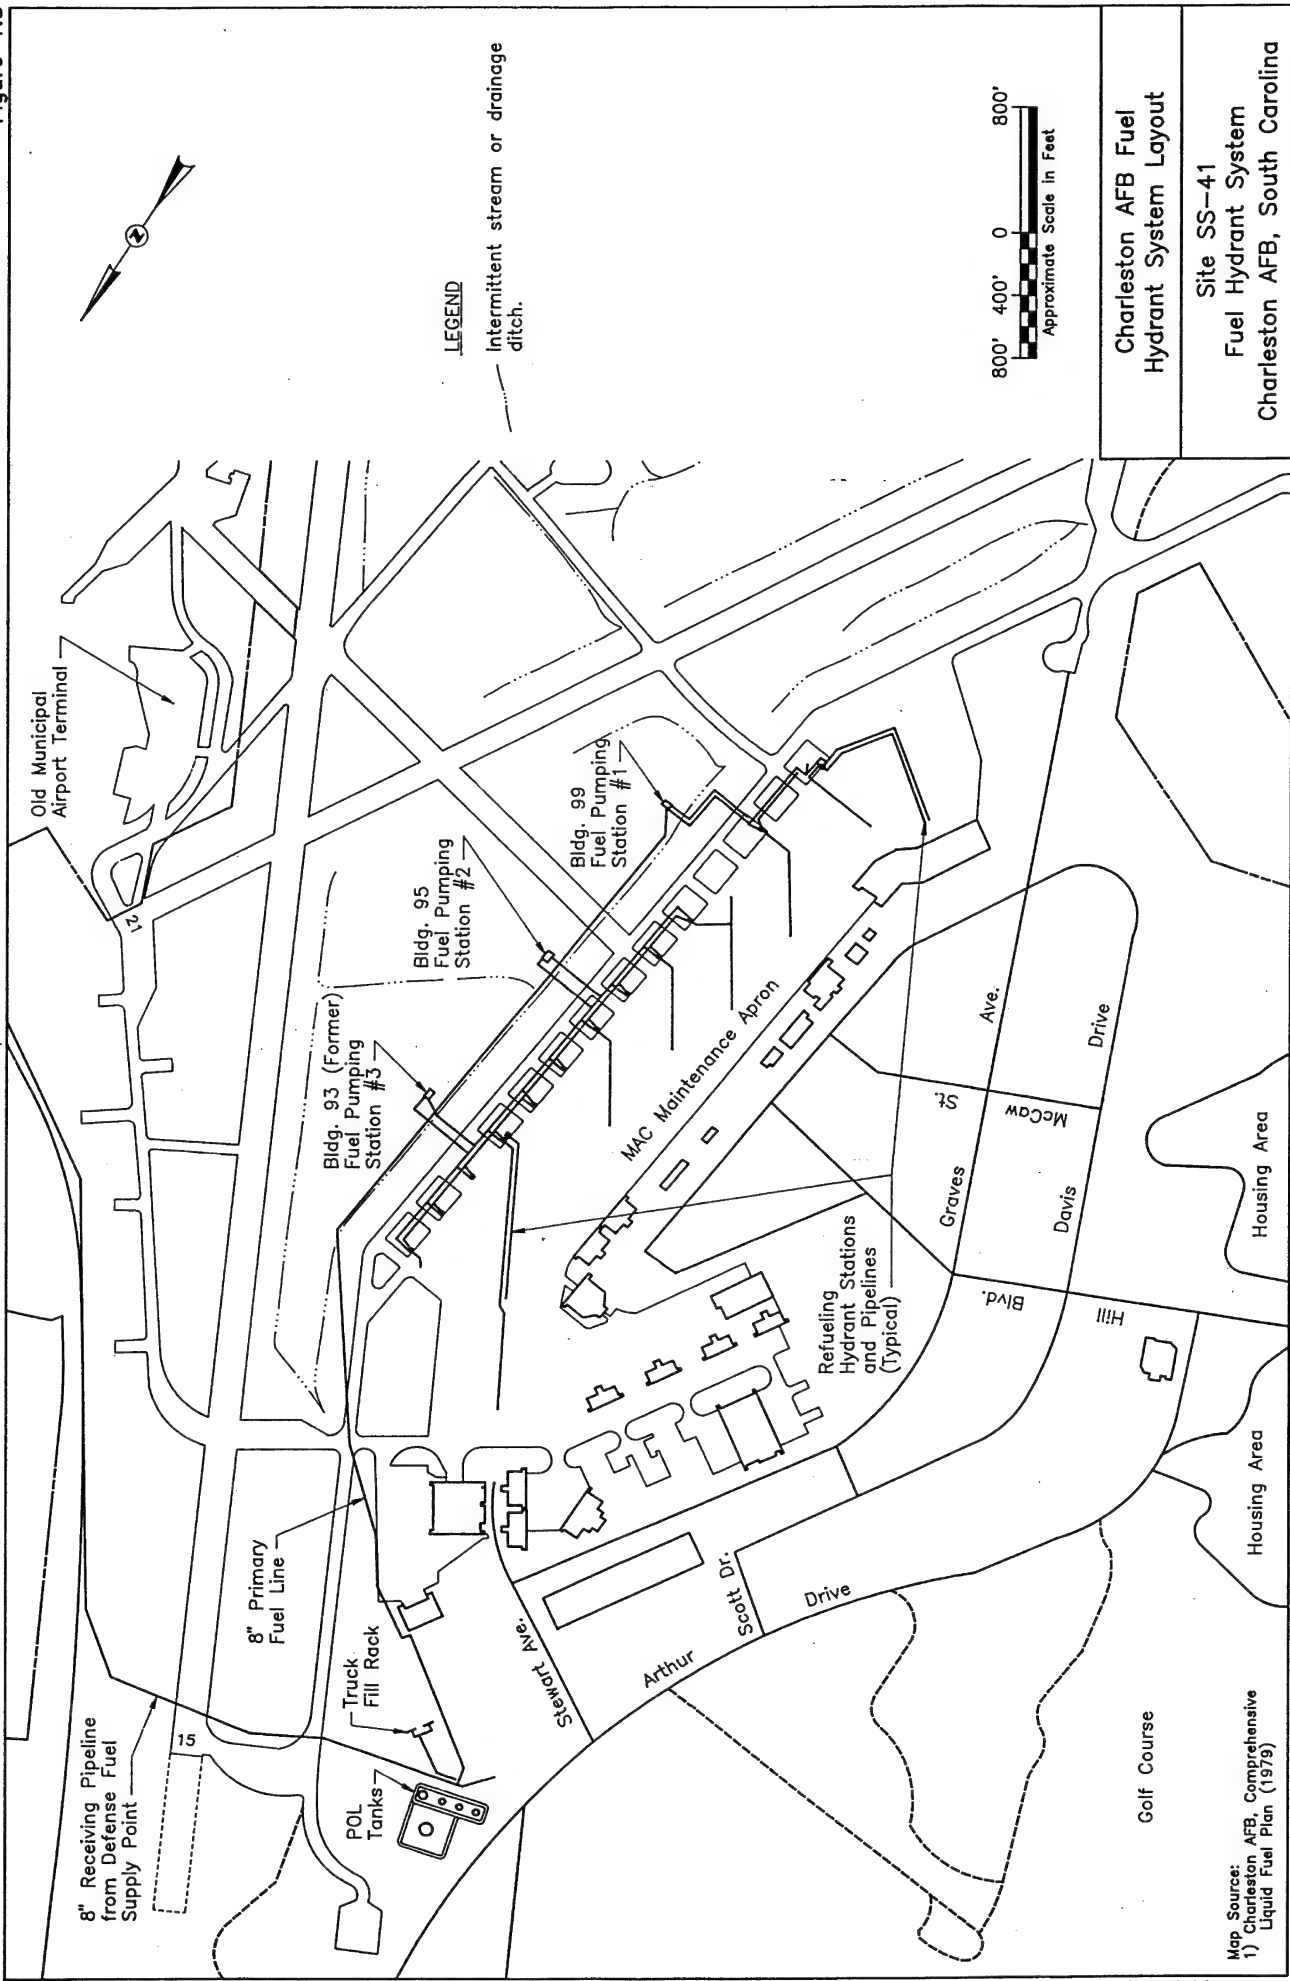 Old Municipal
Airport Terminal
21
LEGEND
Intermittent stream or drainage
ditch.
N
Bldg. 93 (Former)
Fuel Pumping
Station #3
Bldg. 95
Fuel Pumping
Station #2
Bldg. 99
Fuel Pumping
Station #1
8" Receiving Pipeline
from Defense Fuel
Supply Point
15
8" Primary
Fuel Line
Truck
Fill Rack
POL
Tanks
MAC Maintenance Apron
Refueling
Hydrant Stations
and Pipelines
(Typical)
Stewart Ave.
Arthur
Drive
Scott Dr.
Graves
Ave.
Davis
Drive
McCaw
St.
Hill
Blvd.
Golf Course
Housing Area
Housing Area
800'
400'
0
800'
Approximate Scale in Feet
Charleston AFB Fuel
Hydrant System Layout
Site SS-41
Fuel Hydrant System
Charleston AFB, South Carolina
Map Source:
1) Charleston AFB, Comprehensive
Liquid Fuel Plan (1979)